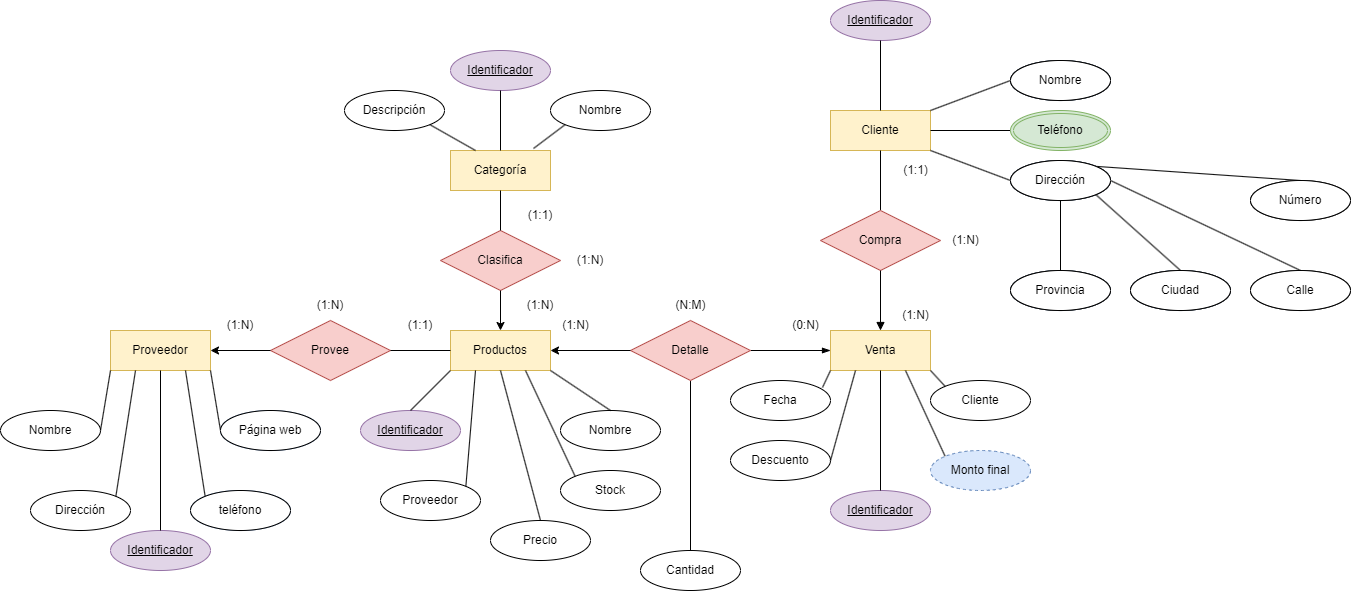 Identificador
Identificador
Nombre
Descripción
Nombre
Cliente
Teléfono
Categoría
(1:1)
Dirección
Número
(1:1)
Compra
(1:N)
Clasifica
(1:N)
Provincia
Ciudad
Calle
(1:N)
(1:N)
(N:M)
(1:N)
(1:N)
(1:1)
(1:N)
(0:N)
Proveedor
Provee
Productos
Detalle
Venta
Fecha
Cliente
Nombre
Página web
Identificador
Nombre
Descuento
Monto final
Stock
Proveedor
Dirección
teléfono
Identificador
Precio
Identificador
Cantidad